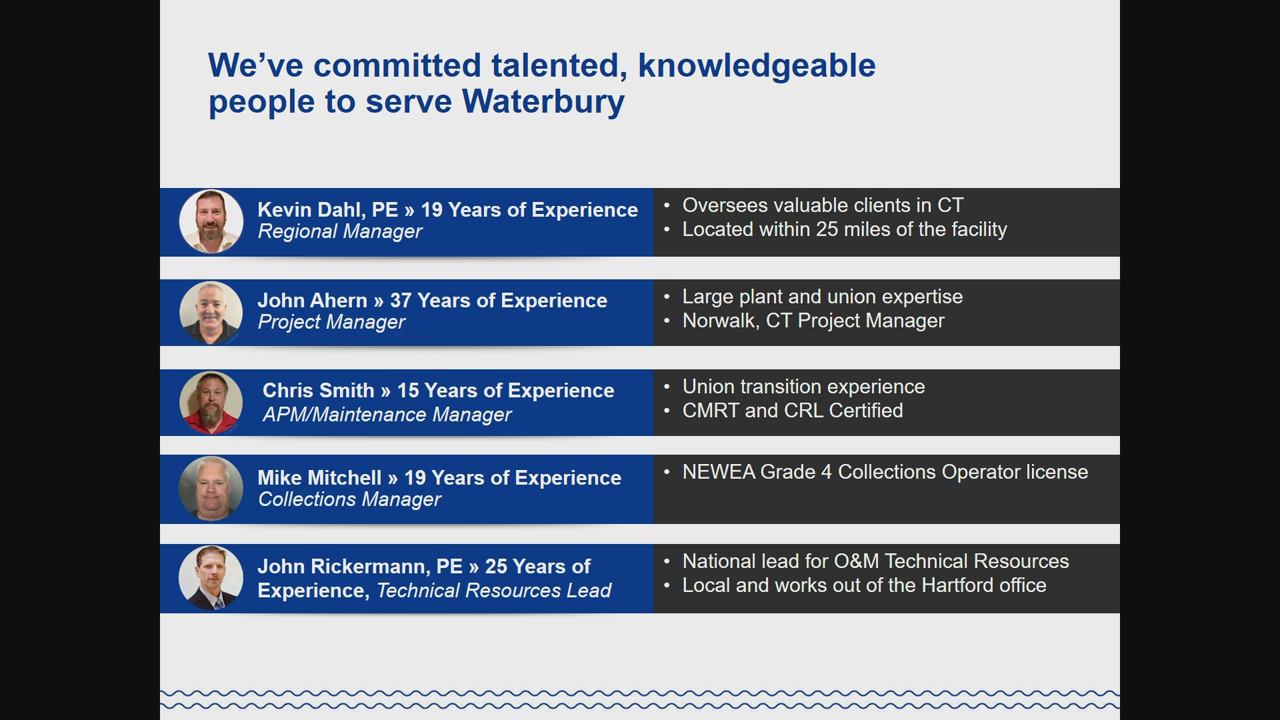 We’ve committed talented, knowledgeable
people to serve Waterbury
Kevin Dahl, PE » 19 Years of Experience
Regional Manager
• Oversees valuable clients in CT
• Located within 25 miles of the facility
John Ahern » 37 Years of Experience
Project Manager
• Large plant and union expertise
• Norwalk, CT Project Manager
Chris Smith » 15 Years of Experience
APM/Maintenance Manager
• Union transition experience
• CMRT and CRL Certified
Mike Mitchell » 19 Years of Experience
Collections Manager
• NEWEA Grade 4 Collections Operator license
John Rickermann, PE » 25 Years of
Experience, Technical Resources Lead
• National lead for O&M Technical Resources
• Local and works out of the Hartford office